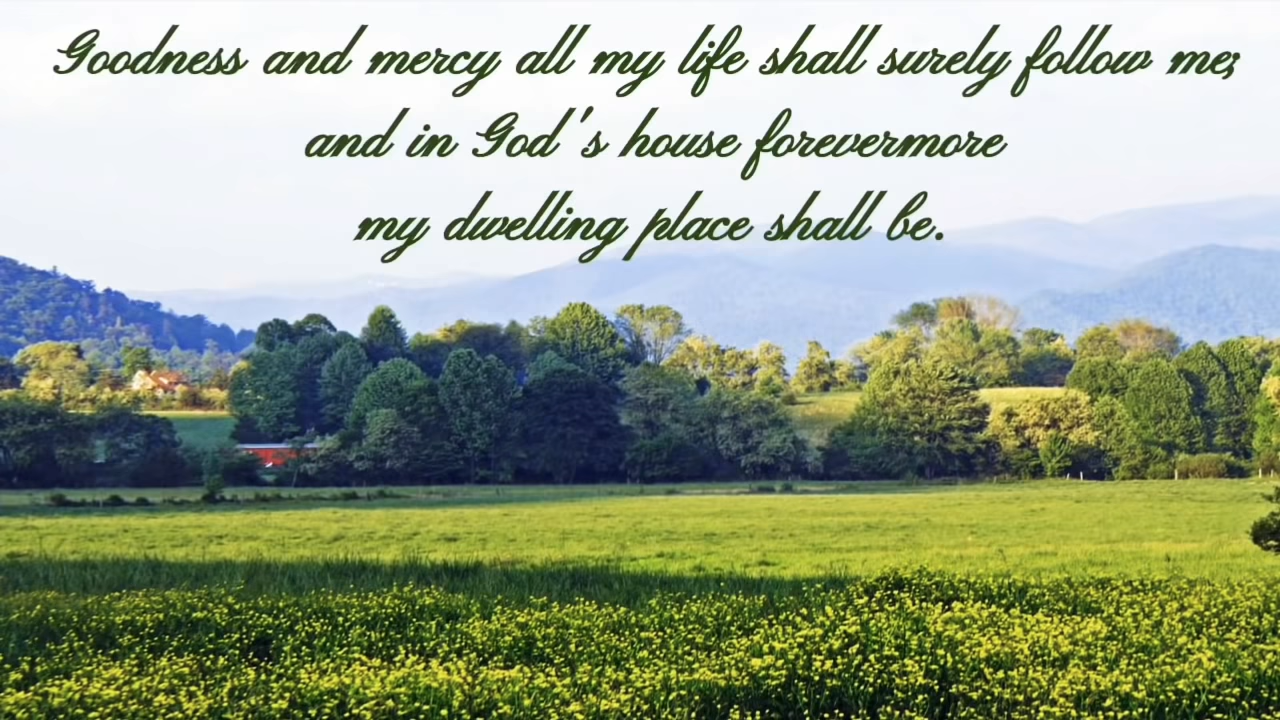 Goodness and mercy all my life shall surely follow me;
and in God's house forevermore
my dwelling place shall be.